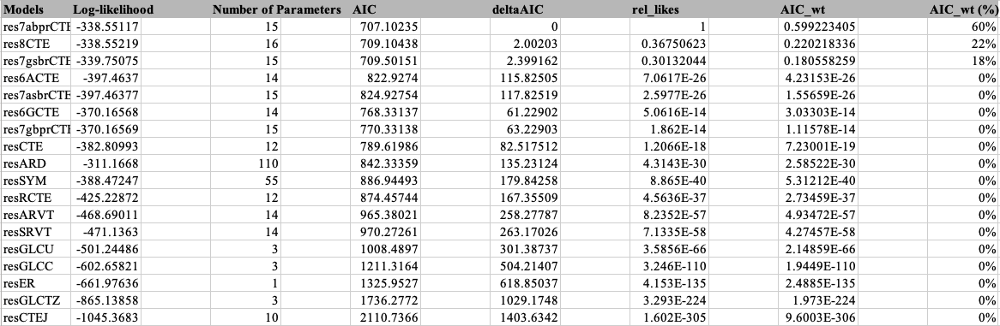 Models Log-likelihood Number of Parameters AIC deltaAIC rel_likes AIC_wt AIC_wt (%)
res7abprCTE -338.55117 15 707.10235 0 1 0.599223405 60%
res8CTE -338.55219 16 709.10438 2.00203 0.36750623 0.220218336 22%
res7gsbrCTE -339.75075 15 709.50151 2.399162 0.30132044 0.180558259 18%
res6ACTE -397.4637 14 822.9274 115.82505 7.0617E-26 4.23153E-26 0%
res7asbrCTE -397.46377 15 824.92754 117.82519 2.5977E-26 1.55659E-26 0%
res6GCTE -370.16568 14 768.33137 61.22902 5.0616E-14 3.03303E-14 0%
res7gbprCTE -370.16569 15 770.33138 63.22903 1.862E-14 1.11578E-14 0%
resCTE -382.80993 12 789.61986 82.517512 1.2066E-18 7.23001E-19 0%
resARD -311.1668 110 842.33359 135.23124 4.3143E-30 2.58522E-30 0%
resSYM -388.47247 55 886.94493 179.84258 8.865E-40 5.31212E-40 0%
resRCTE -425.22872 12 874.45744 167.35509 4.5636E-37 2.73459E-37 0%
resARVT -468.69011 14 965.38021 258.27787 8.2352E-57 4.93472E-57 0%
resSRVT -471.1363 14 970.27261 263.17026 7.1335E-58 4.27457E-58 0%
resGLCU -501.24486 3 1008.4897 301.38737 3.5856E-66 2.14859E-66 0%
resGLCC -602.65821 3 1211.3164 504.21407 3.246E-110 1.9449E-110 0%
resER -661.97636 1 1325.9527 618.85037 4.153E-135 2.4885E-135 0%
resGLCTZ -865.13858 3 1736.2772 1029.1748 3.293E-224 1.973E-224 0%
resCTEJ -1045.3683 10 2110.7366 1403.6342 1.602E-305 9.6003E-306 0%